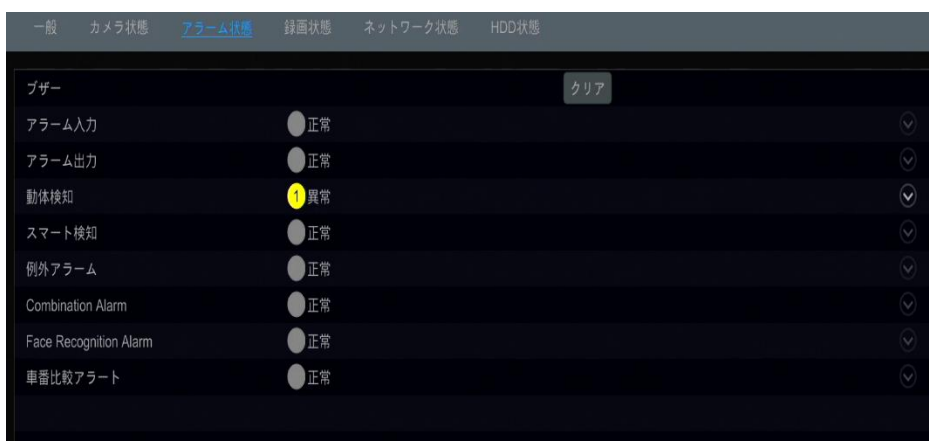 一般 カメラ状態 アラーム状態 録画状態 ネットワーク状態 HDD状態
ブザー クリア
アラーム入力 正常
アラーム出力 正常
動体検知 1 異常
スマート検知 正常
例外アラーム 正常
Combination Alarm 正常
Face Recognition Alarm 正常
車番比較アラート 正常